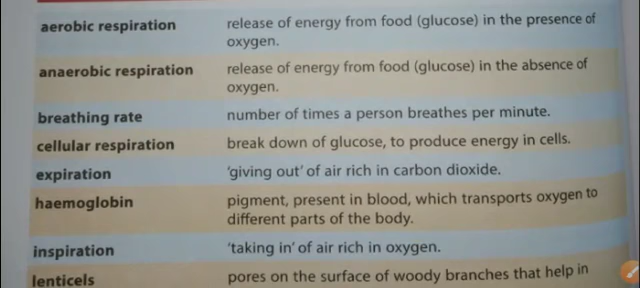 aerobic respiration release of energy from food (glucose) in the presence of
oxygen.
anaerobic respiration release of energy from food (glucose) in the absence of
oxygen.
breathing rate number of times a person breathes per minute.
cellular respiration break down of glucose, to produce energy in cells.
expiration ‘giving out’ of air rich in carbon dioxide.
haemoglobin pigment, present in blood, which transports oxygen to
different parts of the body.
inspiration ‘taking in’ of air rich in oxygen.
lenticels pores on the surface of woody branches that help in